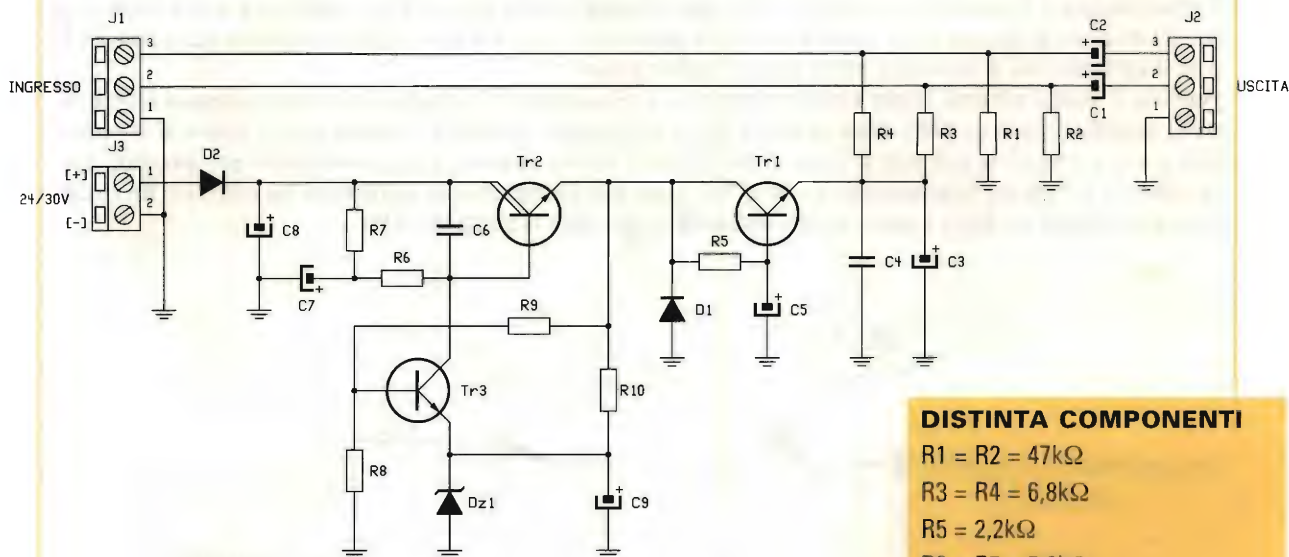 J1
J2
C2
3
3
INGRESSO
2
2
USCITA
1
C1
1
R4
R3
R1
R2
J3
D2
Tr2
Tr1
[+]
1
24/30V
2
[-]
C8
R7
C6
R5
R6
C4
C3
C7
R9
D1
C5
Tr3
R10
R8
Dz1
C9
DISTINTA COMPONENTI
R1 = R2 = 47kΩ
R3 = R4 = 6,8kΩ
R5 = 2,2kΩ